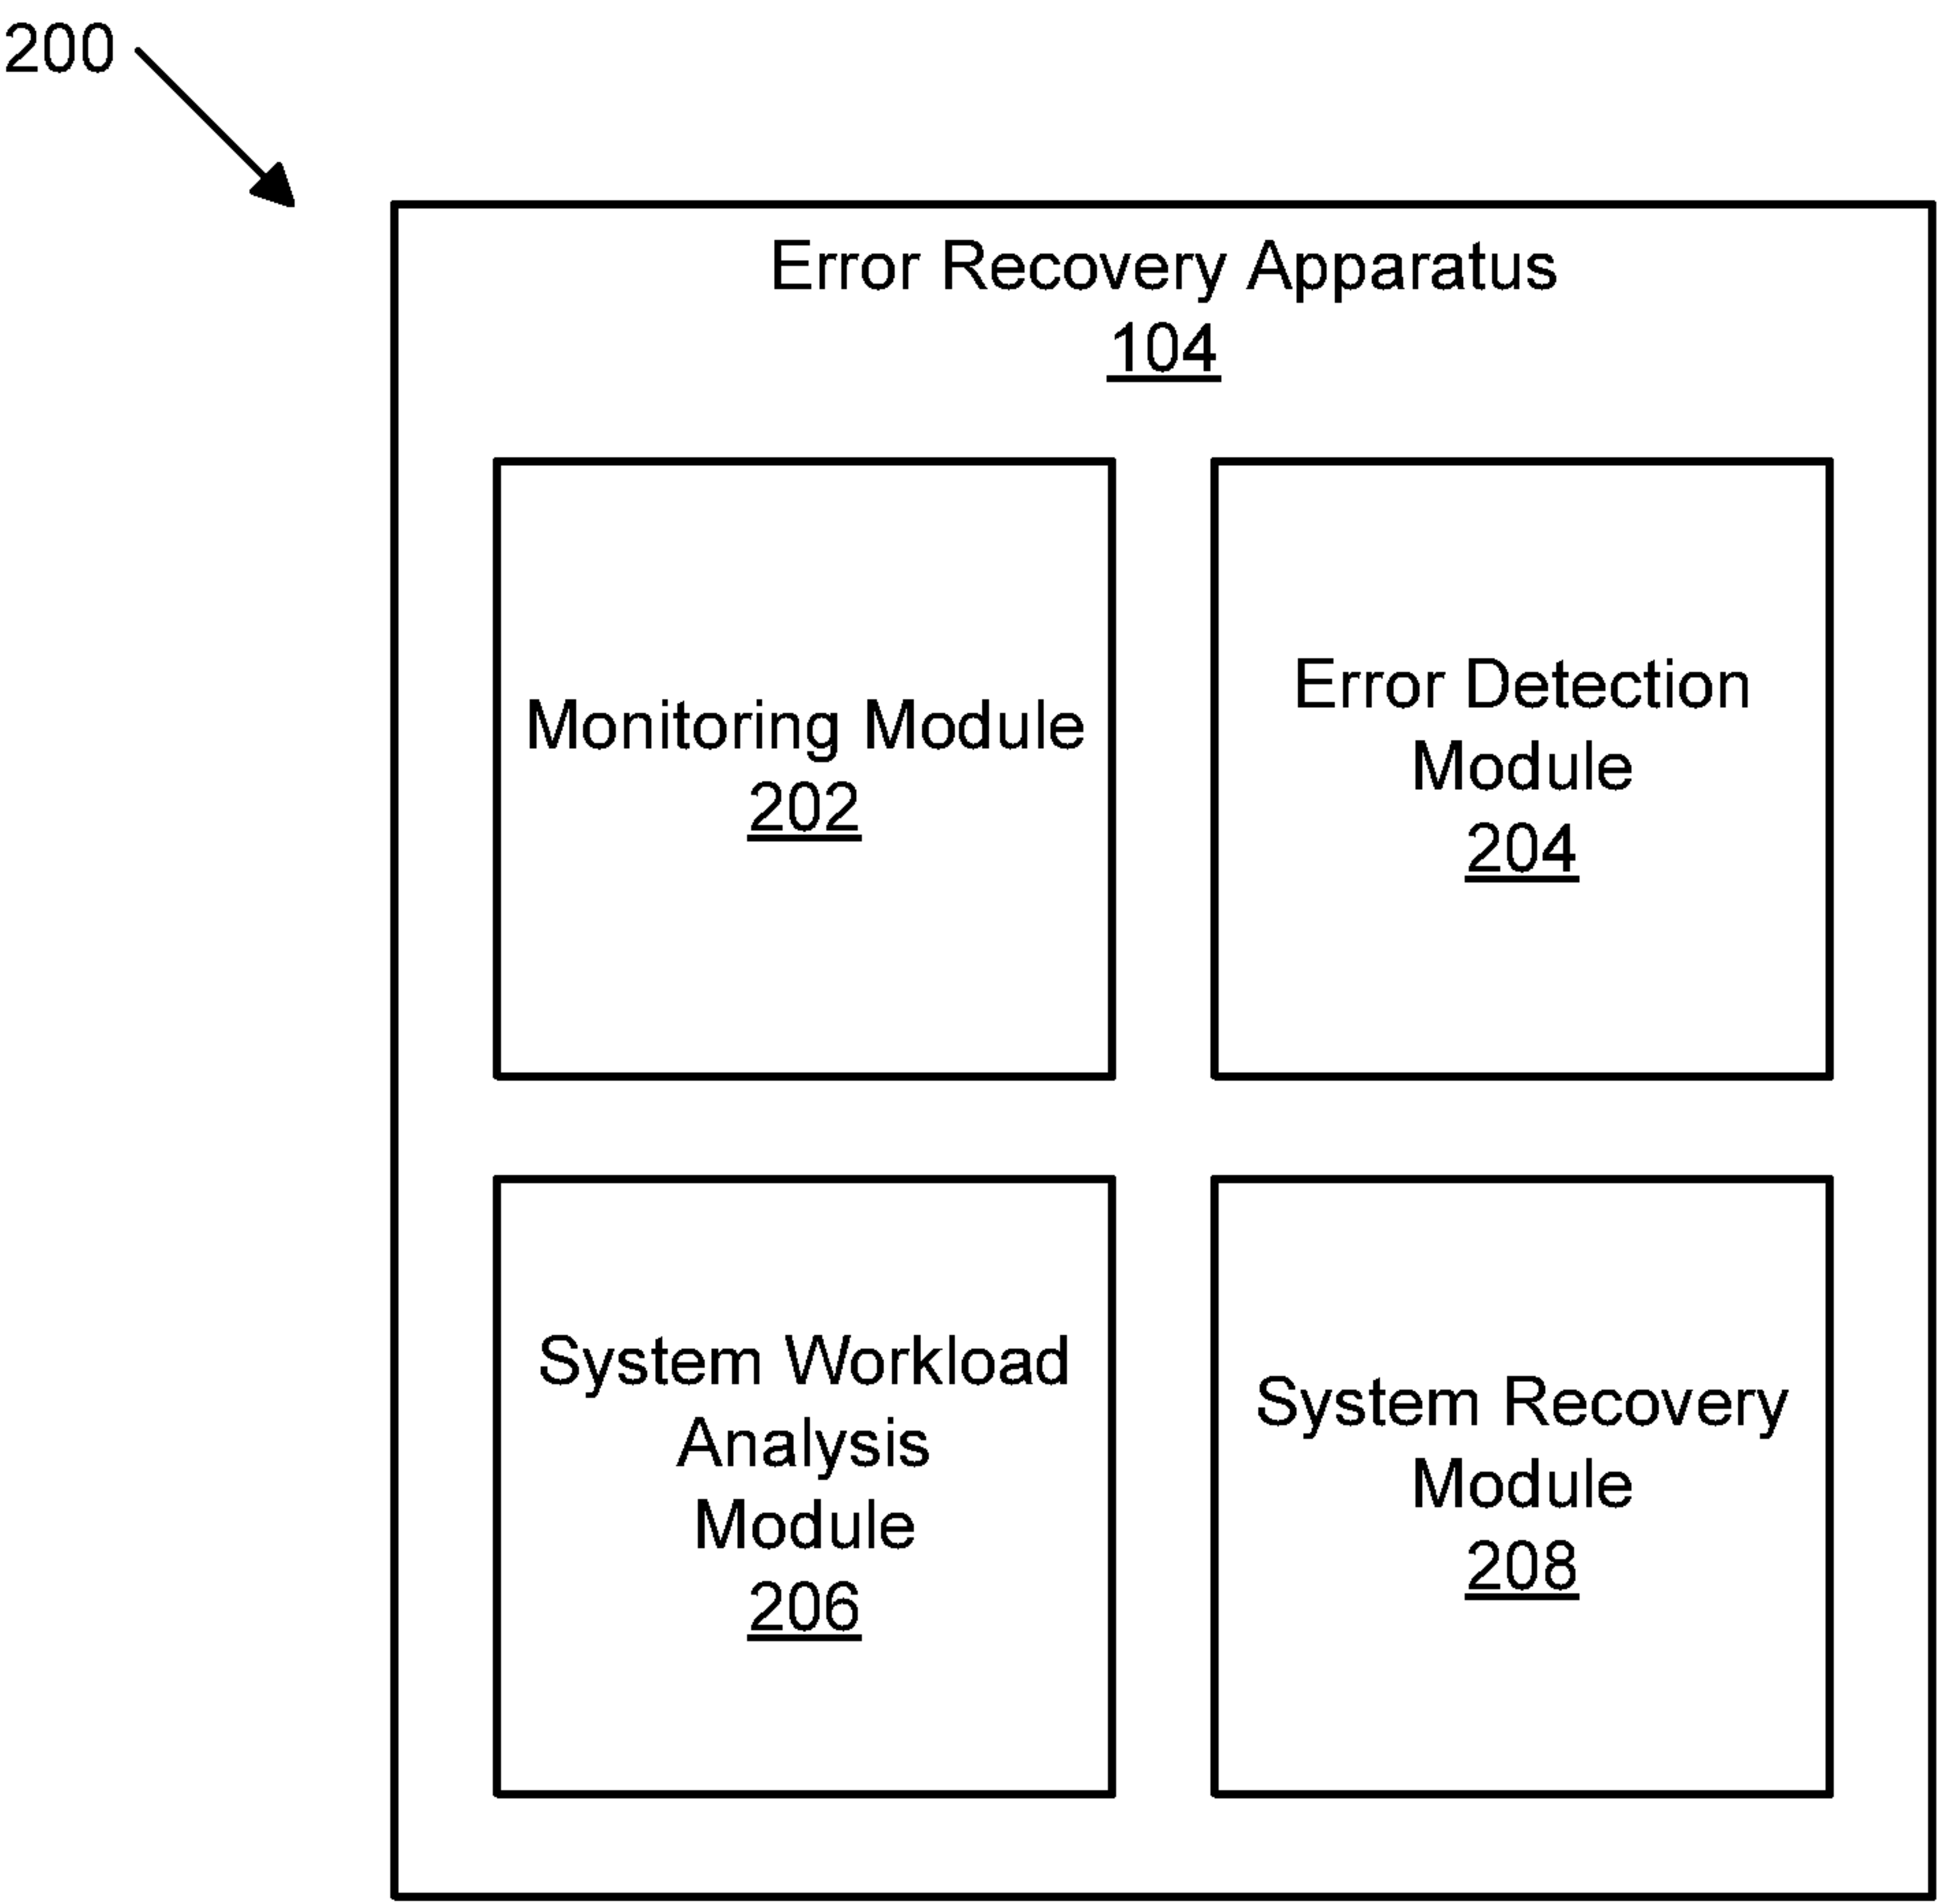 200
Error Recovery Apparatus
104
Monitoring Module
202
Error Detection
Module
204
System Workload
Analysis
Module
206
System Recovery
Module
208